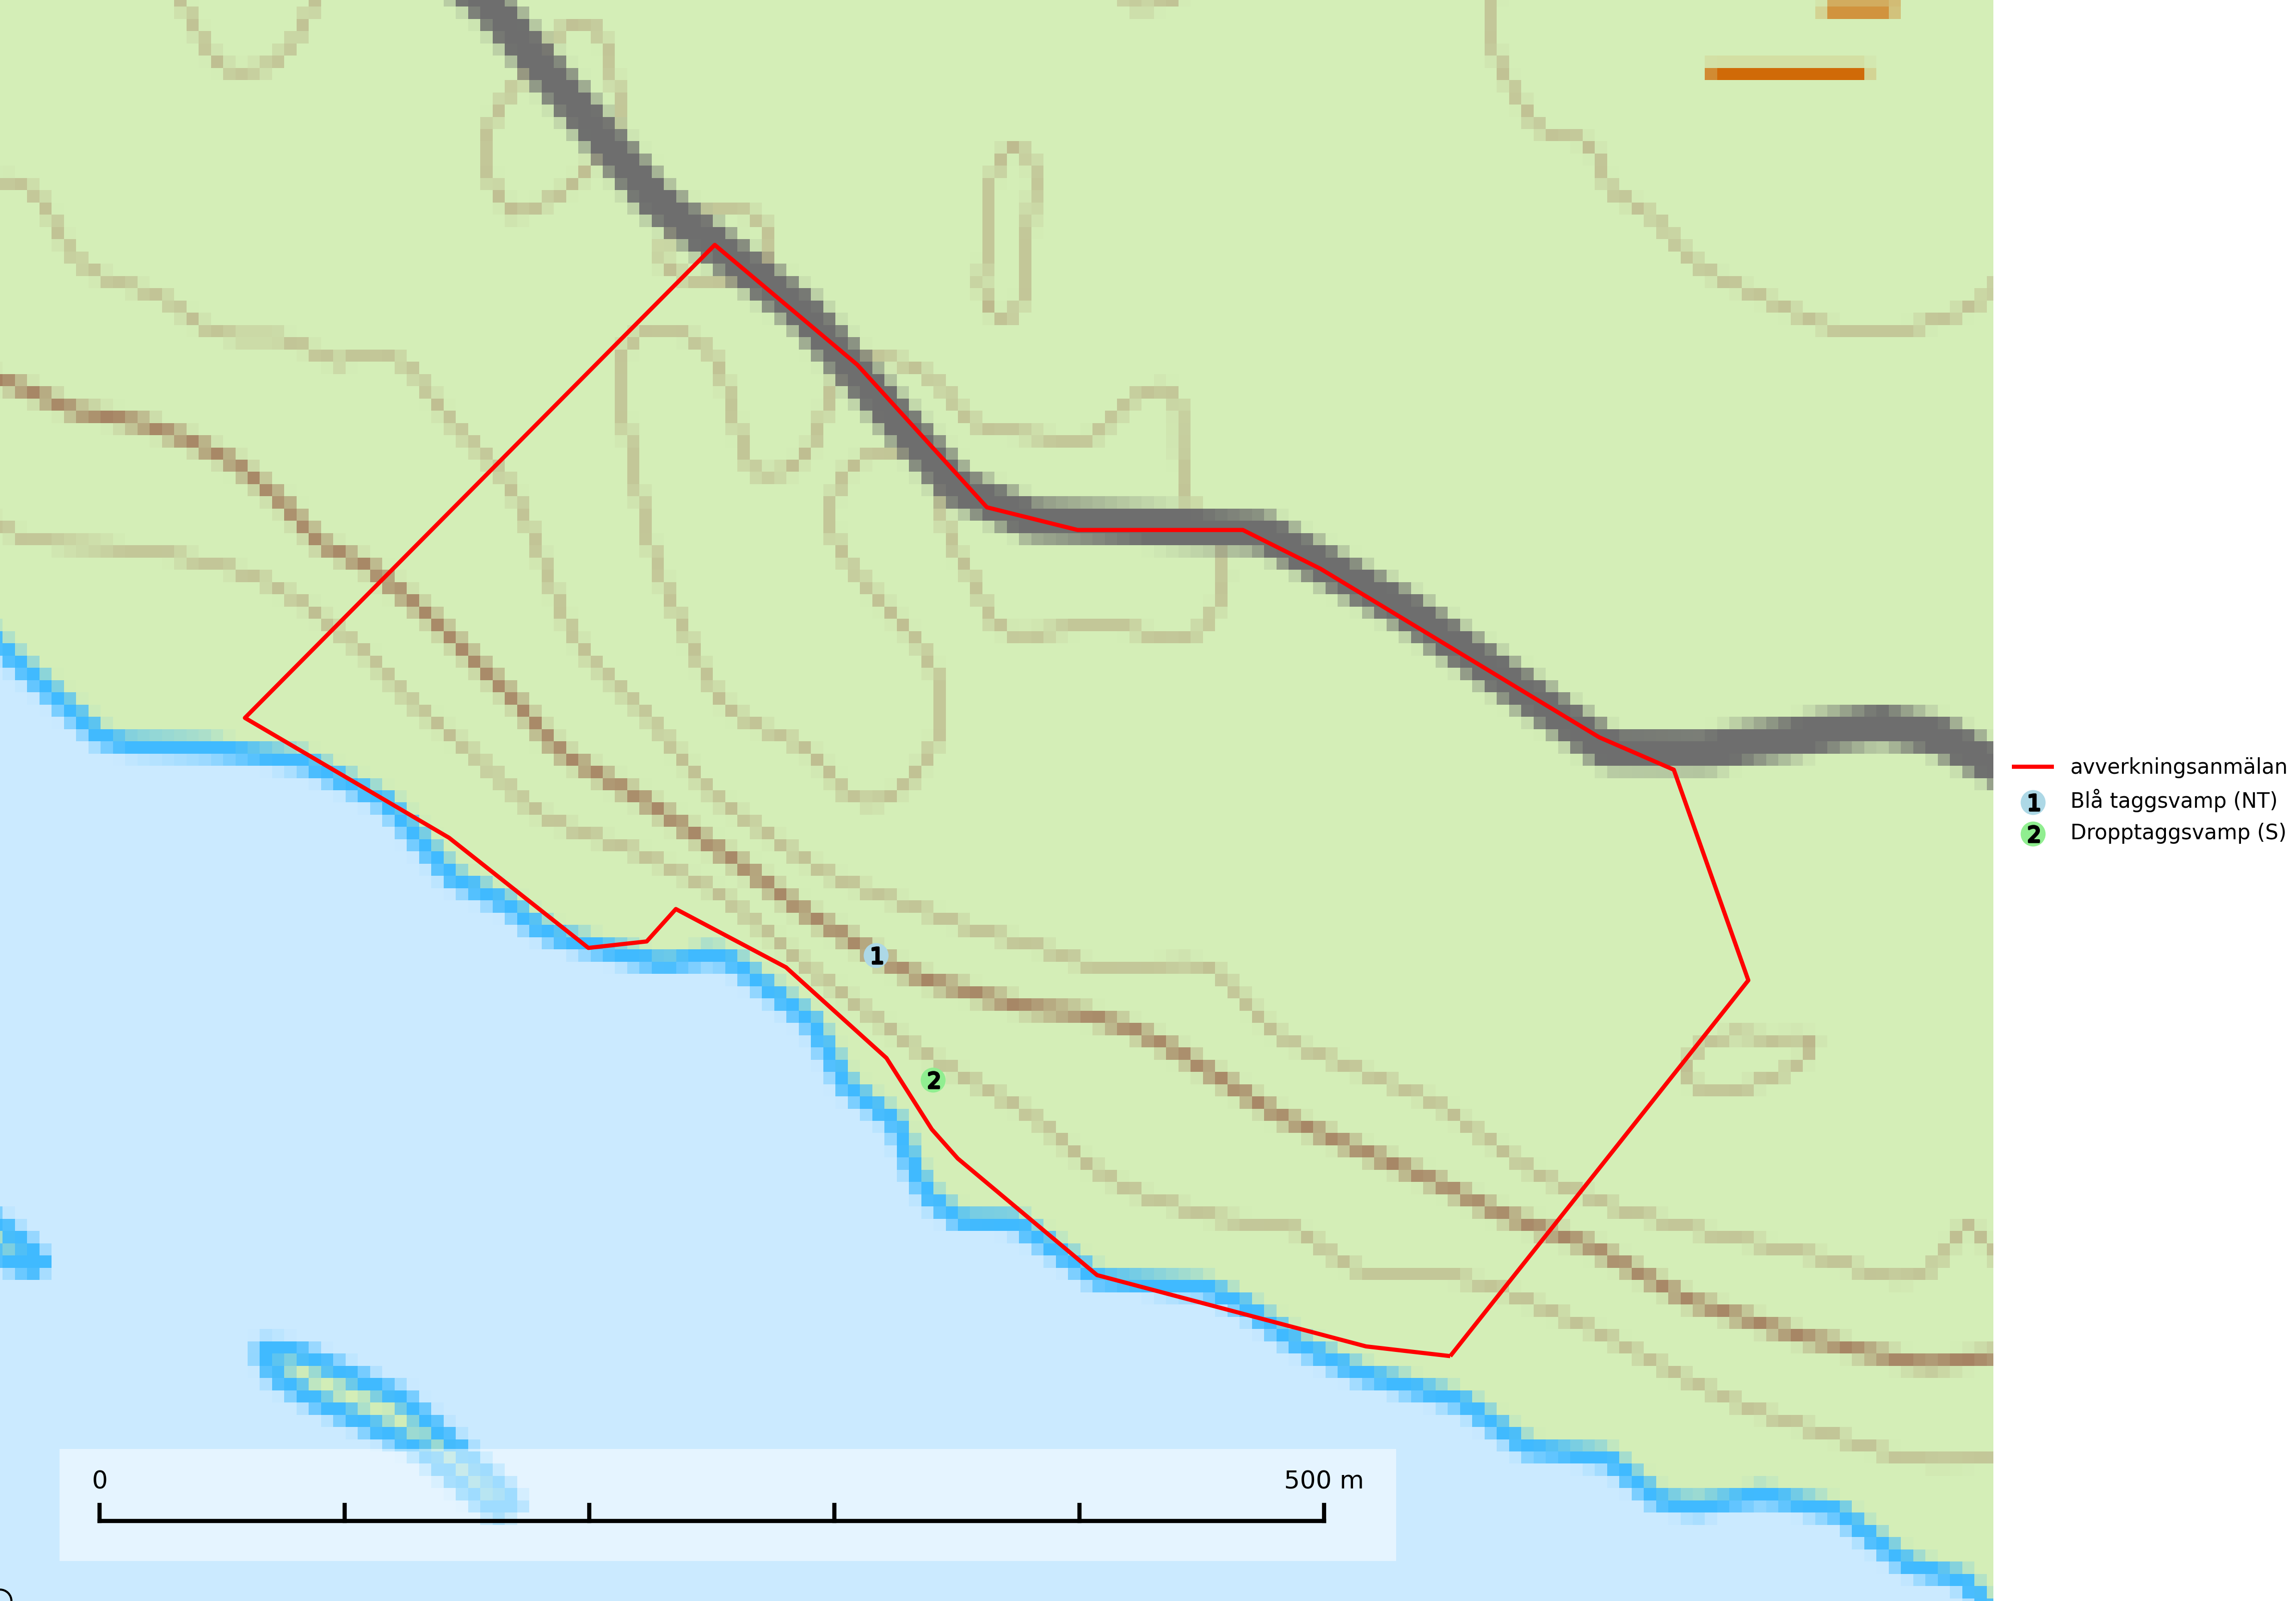 avverkningsanmälan
1 Blå taggsvamp (NT)
2 Dropptaggsvamp (S)
1
2
0 500 m